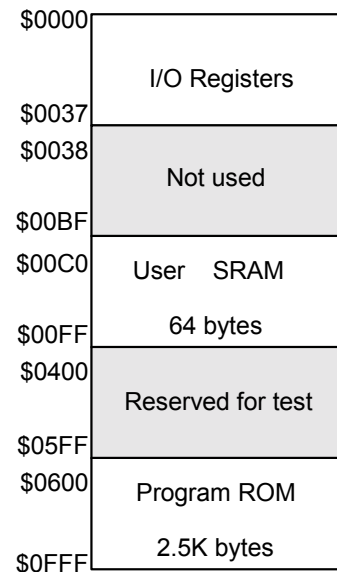 $0000
I/O Registers
$0037
$0038
Not used
$00BF
$00C0
User SRAM
64 bytes
$00FF
$0400
Reserved for test
$05FF
$0600
Program ROM
2.5K bytes
$0FFF